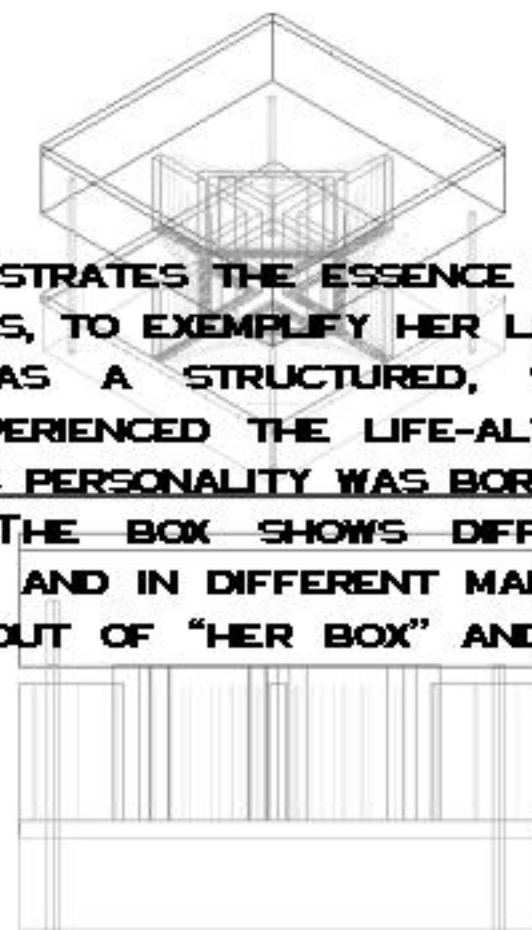 STRATES THE ESSENCE
S, TO EXEMPLIFY HER L
AS A STRUCTURED,
PERIENCED THE LIFE-AL
PERSONALITY WAS BOR
THE BOX SHOWS DIFF
AND IN DIFFERENT MA
OUT OF “HER BOX” AND